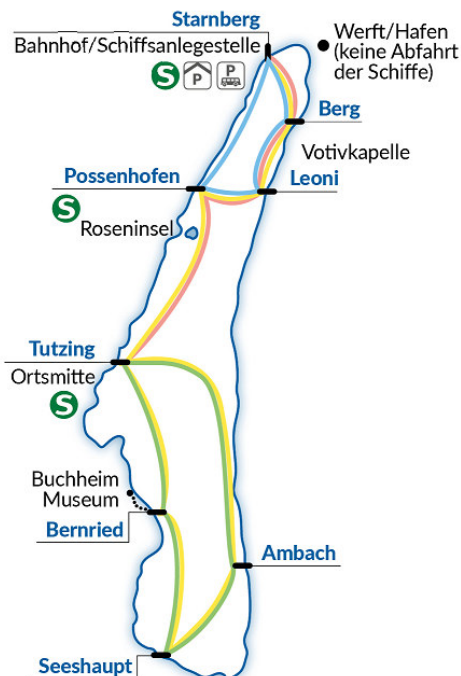 Starnberg
Bahnhof/Schiffsanlegestelle
S P P
Werft/Hafen
(keine Abfahrt
der Schiffe)
Berg
Votivkapelle
Possenhofen
Leoni
S
Roseninsel
Tutzing
Ortsmitte
S
Buchheim
Museum
Bernried
Ambach
Seeshaupt